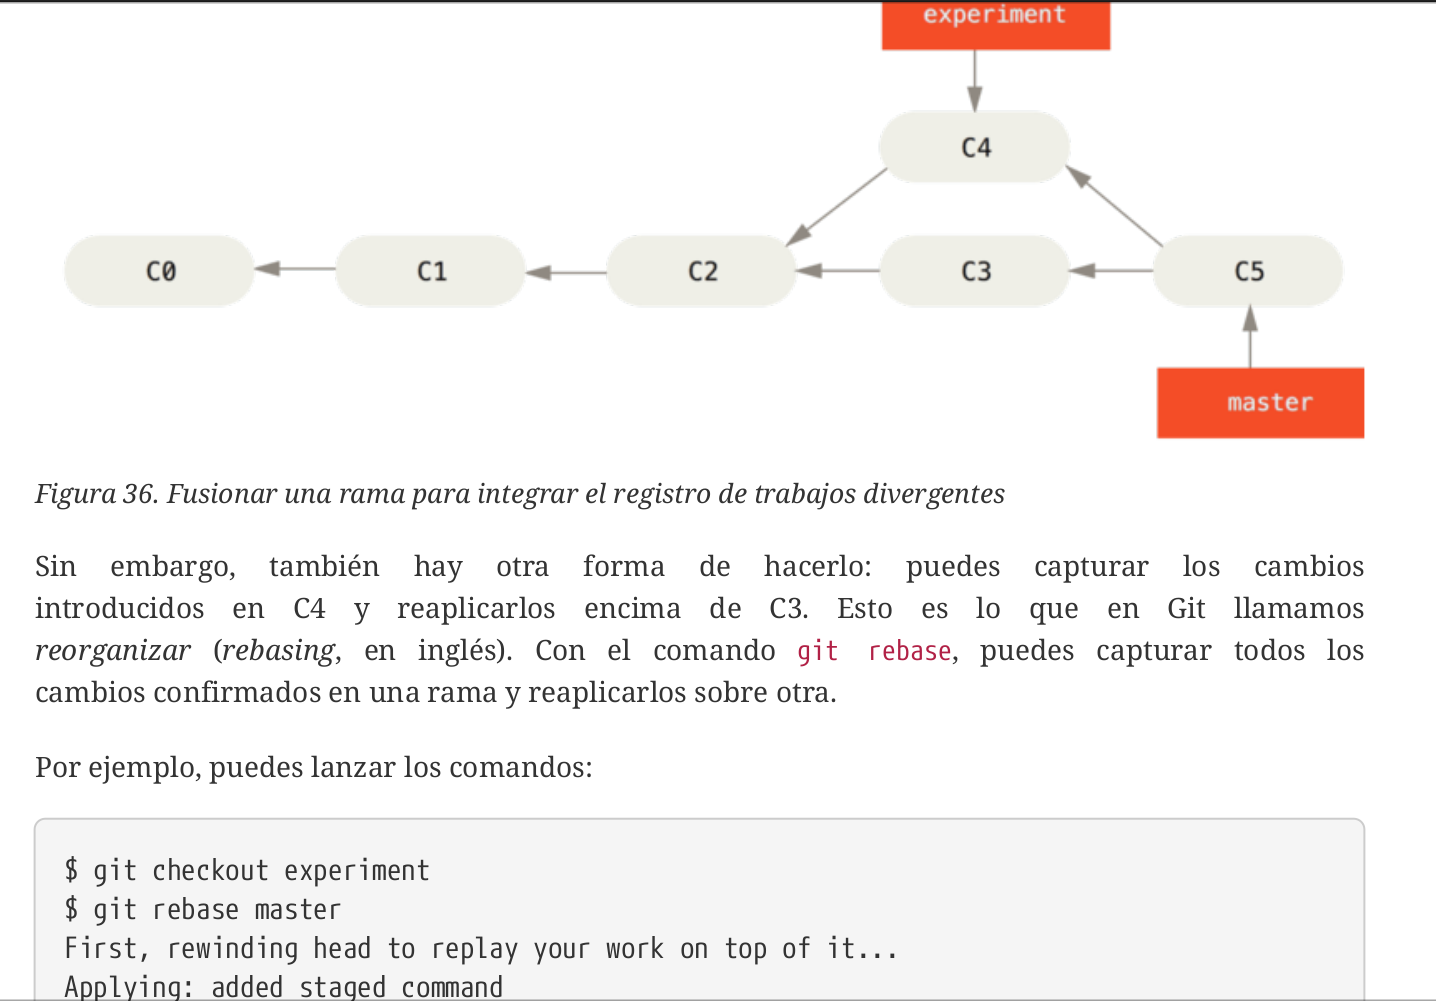 experiment
C4
C0 C1 C2 C3 C5
master
Figura 36. Fusionar una rama para integrar el registro de trabajos divergentes
Sin embargo, también hay otra forma de hacerlo: puedes capturar los cambios
introducidos en C4 y reaplicarlos encima de C3. Esto es lo que en Git llamamos
reorganizar (rebasing, en inglés). Con el comando git rebase, puedes capturar todos los
cambios confirmados en una rama y reaplicarlos sobre otra.
Por ejemplo, puedes lanzar los comandos:
$ git checkout experiment
$ git rebase master
First, rewinding head to replay your work on top of it...
Applying: added staged command